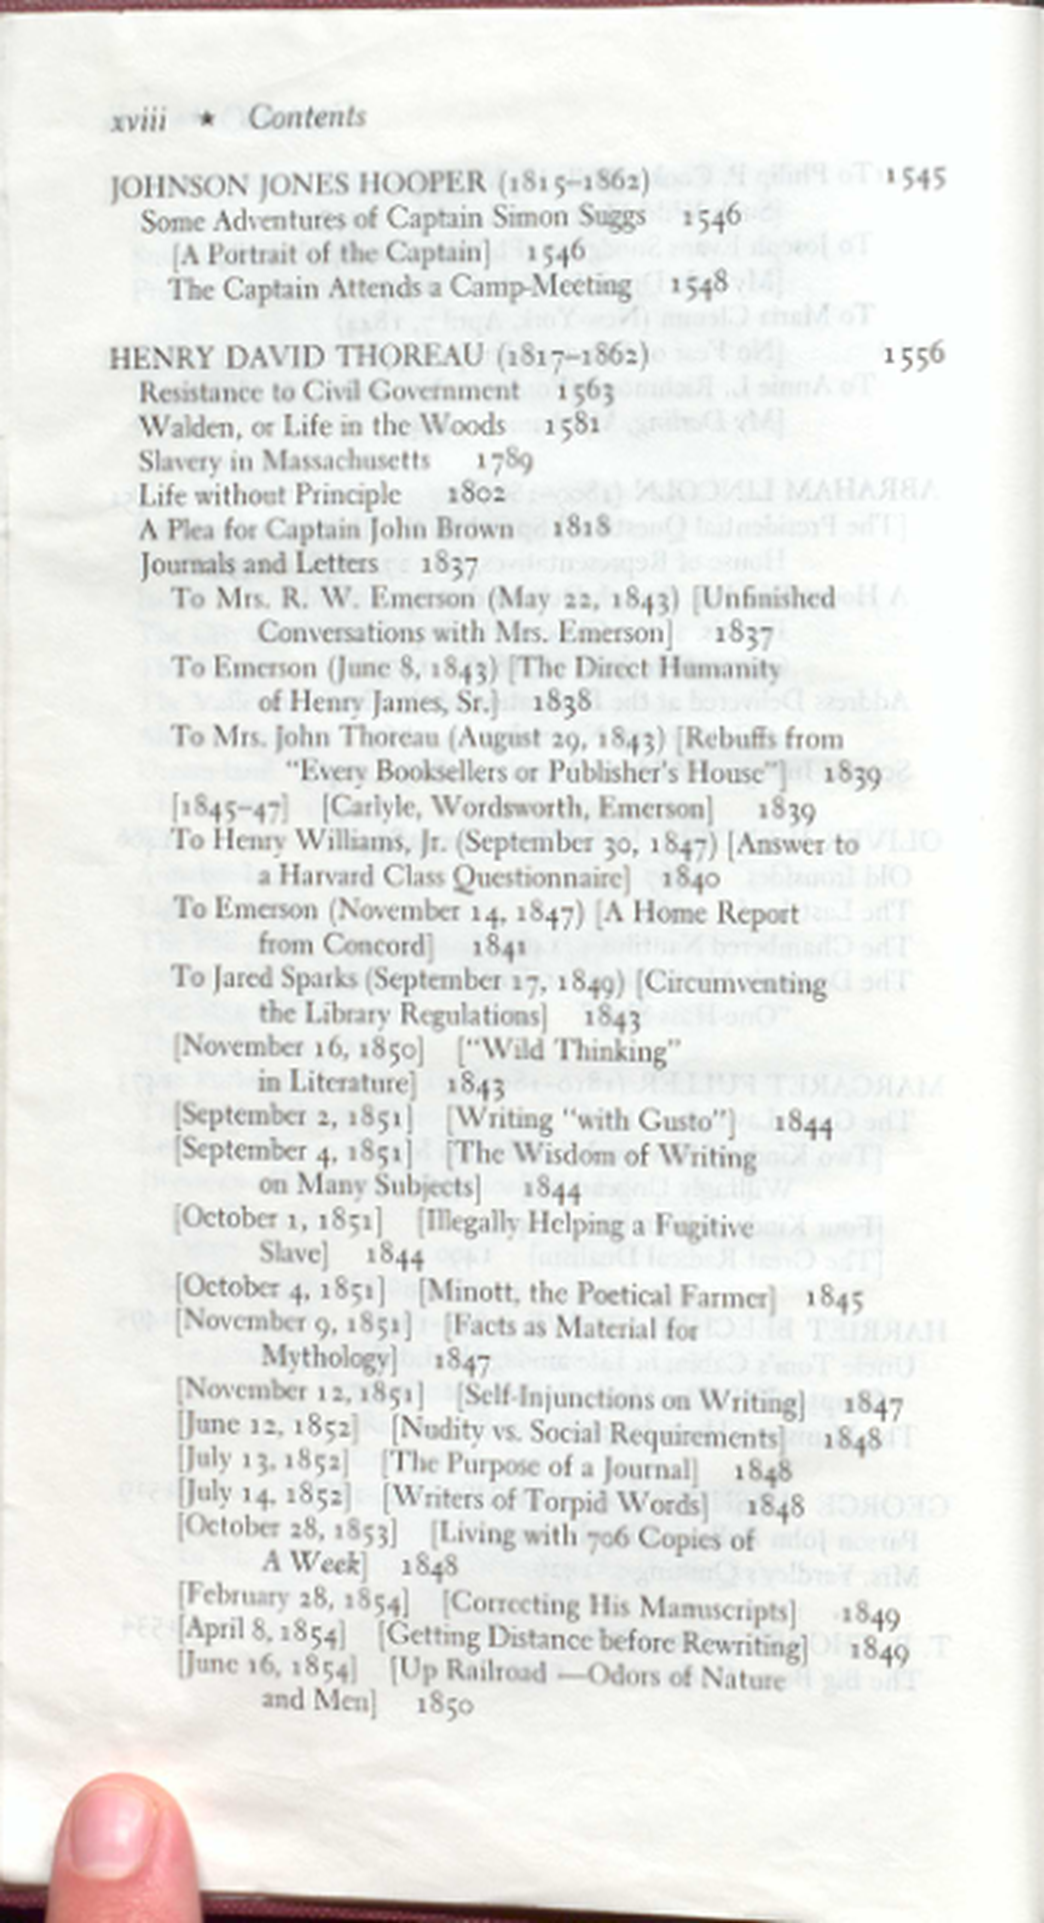 xviii ★ Contents
JOHNSON JONES HOOPER (1815–1862) 1545
Some Adventures of Captain Simon Suggs 1546
[A Portrait of the Captain] 1546
The Captain Attends a Camp-Meeting 1548
HENRY DAVID THOREAU (1817–1862) 1556
Resistance to Civil Government 1563
Walden, or Life in the Woods 1581
Slavery in Massachusetts 1789
Life without Principle 1802
A Plea for Captain John Brown 1818
Journals and Letters 1837
To Mrs. R. W. Emerson (May 22, 1843) [Unfinished
Conversations with Mrs. Emerson] 1837
To Emerson (June 8, 1843) [The Direct Humanity
of Henry James, Sr.] 1838
To Mrs. John Thoreau (August 29, 1843) [Rebuffs from
"Every Booksellers or Publisher's House"] 1839
[1845–47] [Carlyle, Wordsworth, Emerson] 1839
To Henry Williams, Jr. (September 30, 1847) [Answer to
a Harvard Class Questionnaire] 1840
To Emerson (November 14, 1847) [A Home Report
from Concord] 1841
To Jared Sparks (September 17, 1849) [Circumventing
the Library Regulations] 1843
[November 16, 1850] ["Wild Thinking"
in Literature] 1843
[September 2, 1851] [Writing "with Gusto"] 1844
[September 4, 1851] [The Wisdom of Writing
on Many Subjects] 1844
[October 1, 1851] [Illegally Helping a Fugitive
Slave] 1844
[October 4, 1851] [Minott, the Poetical Farmer] 1845
[November 9, 1851] [Facts as Material for
Mythology] 1847
[November 12, 1851] [Self-Injunctions on Writing] 1847
[June 12, 1852] [Nudity vs. Social Requirements] 1848
[July 13, 1852] [The Purpose of a Journal] 1848
[July 14, 1852] [Writers of Torpid Words] 1848
[October 28, 1853] [Living with 706 Copies of
A Week] 1848
[February 28, 1854] [Correcting His Manuscripts] 1849
[April 8, 1854] [Getting Distance before Rewriting] 1849
[June 16, 1854] [Up Railroad —Odors of Nature
and Men] 1850